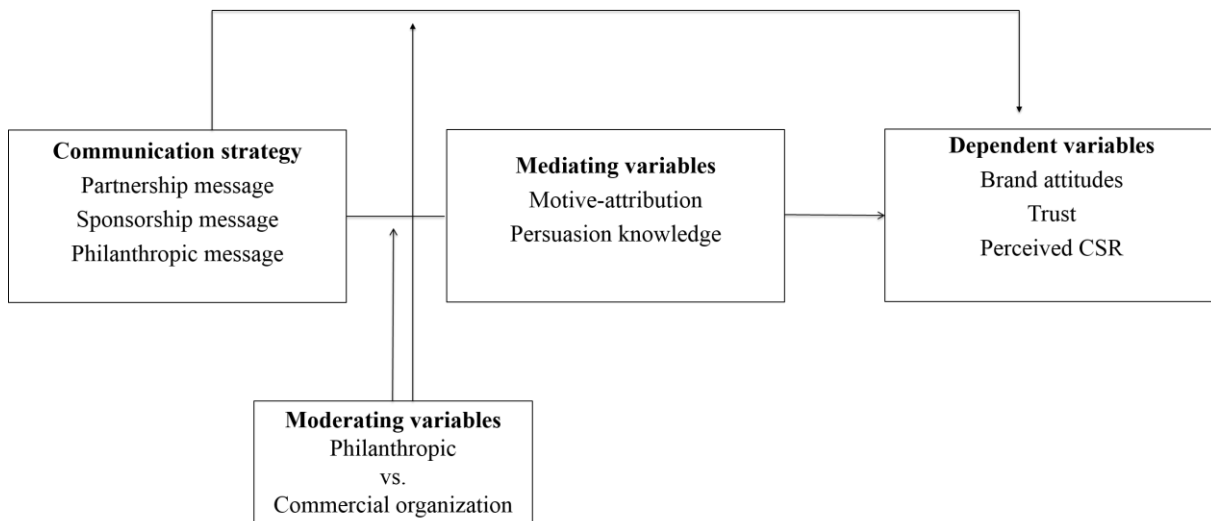 Communication strategy
Partnership message
Sponsorship message
Philanthropic message
Mediating variables
Motive-attribution
Persuasion knowledge
Dependent variables
Brand attitudes
Trust
Perceived CSR
Moderating variables
Philanthropic
vs.
Commercial organization